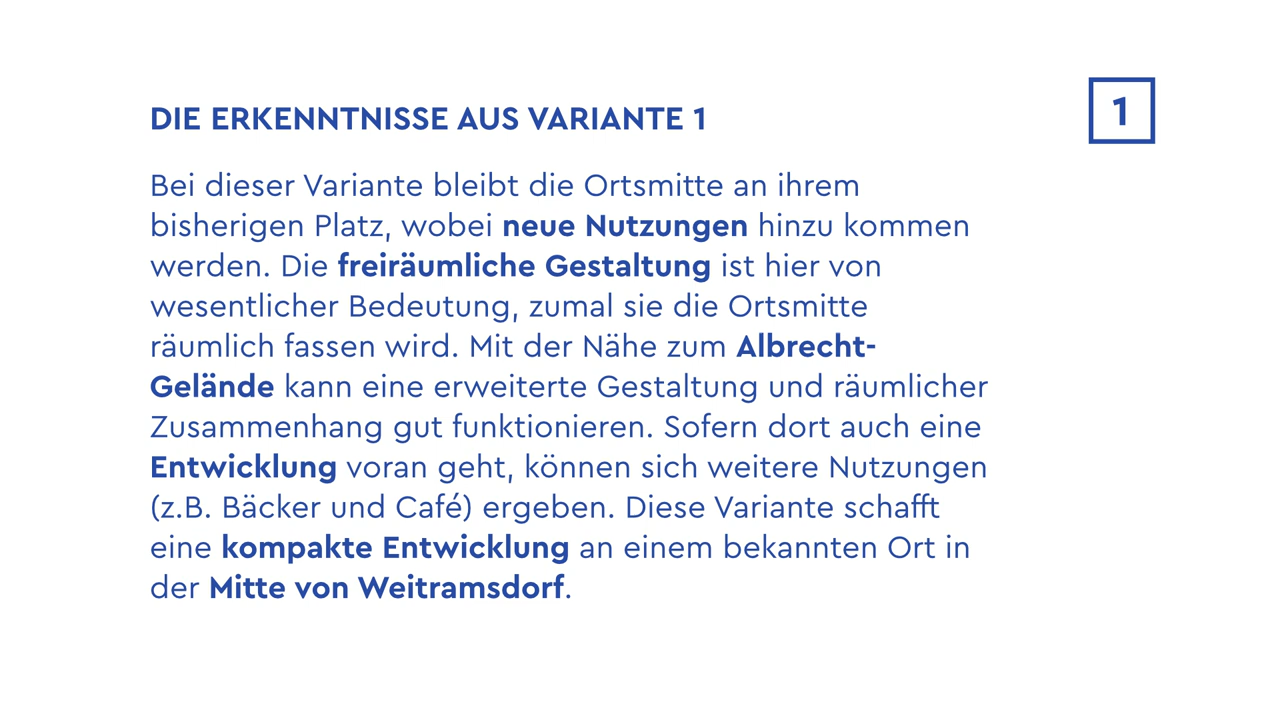 DIE ERKENNTNISSE AUS VARIANTE 1
1
Bei dieser Variante bleibt die Ortsmitte an ihrem
bisherigen Platz, wobei neue Nutzungen hinzu kommen
werden. Die freiräumliche Gestaltung ist hier von
wesentlicher Bedeutung, zumal sie die Ortsmitte
räumlich fassen wird. Mit der Nähe zum Albrecht-
Gelände kann eine erweiterte Gestaltung und räumlicher
Zusammenhang gut funktionieren. Sofern dort auch eine
Entwicklung voran geht, können sich weitere Nutzungen
(z.B. Bäcker und Café) ergeben. Diese Variante schafft
eine kompakte Entwicklung an einem bekannten Ort in
der Mitte von Weitramsdorf.